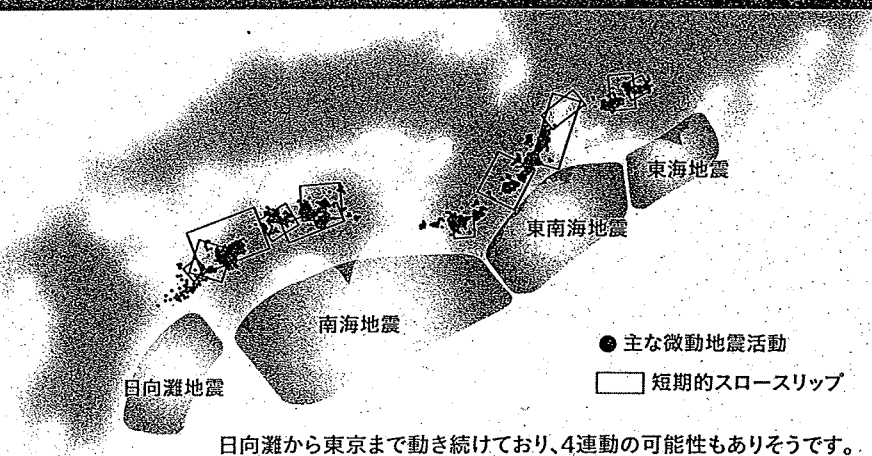 東海地震
東南海地震
南海地震
日向灘地震
● 主な微動地震活動
短期的スロースリップ
日向灘から東京まで動き続けており、4連動の可能性もありそうです。